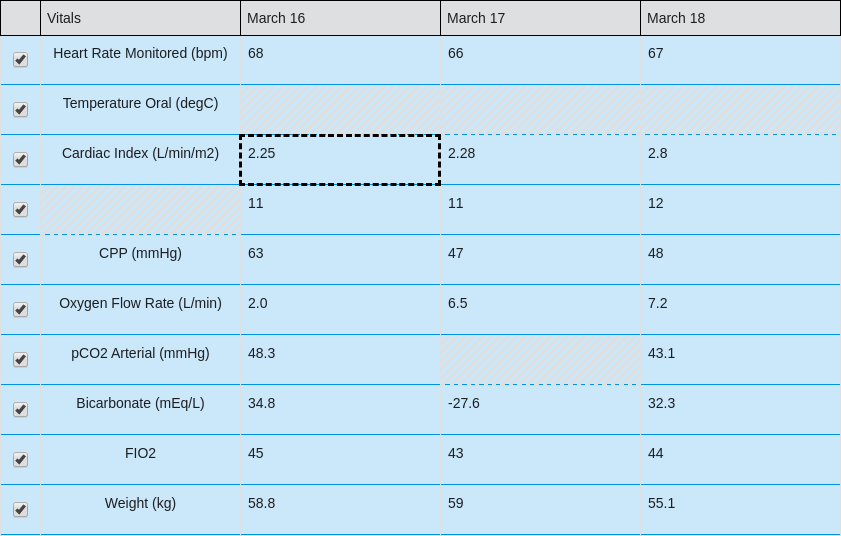 Vitals March 16 March 17 March 18
Heart Rate Monitored (bpm) 68 66 67
Temperature Oral (degC)
Cardiac Index (L/min/m2) 2.25 2.28 2.8
11 11 12
CPP (mmHg) 63 47 48
Oxygen Flow Rate (L/min) 2.0 6.5 7.2
pCO2 Arterial (mmHg) 48.3 43.1
Bicarbonate (mEq/L) 34.8 -27.6 32.3
FIO2 45 43 44
Weight (kg) 58.8 59 55.1